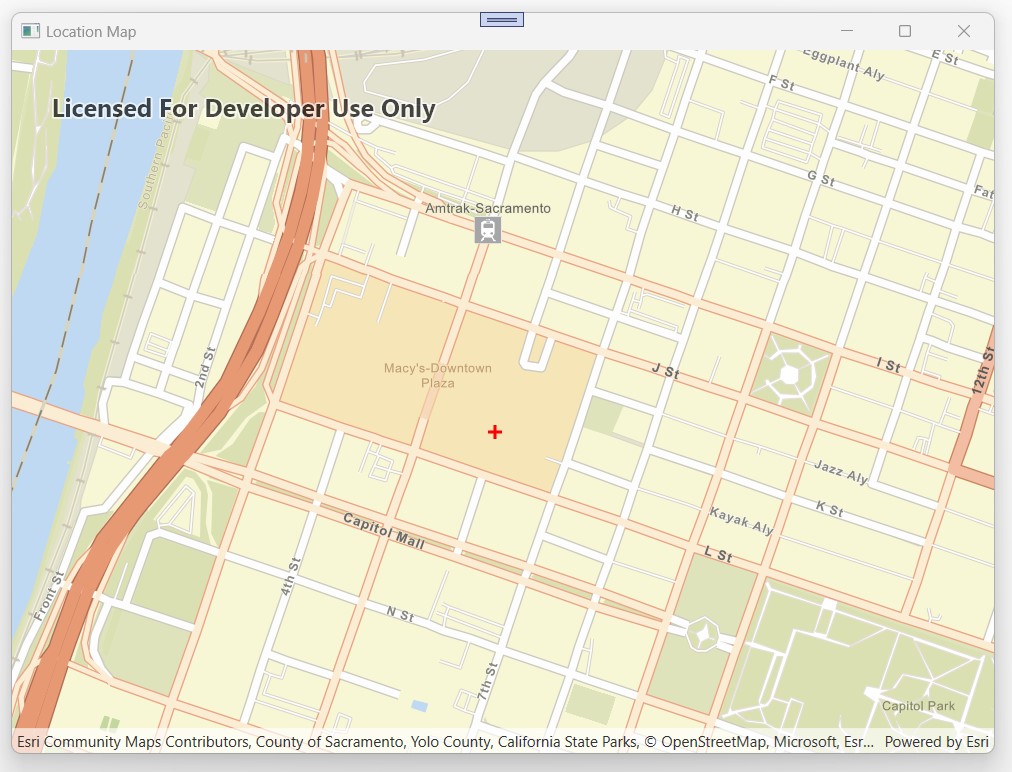 Location Map
Eggplant Aly
E St
F St
Licensed For Developer Use Only
Southern Pac
G St
Fat
Amtrak-Sacramento
H St
2nd St
Macy's-Downtown
Plaza
J St
I St
12th St
Jazz Aly
K St
Kayak Aly
Capitol Mall
L St
4th St
Front St
N St
7th St
Capitol Park
Esri Community Maps Contributors, County of Sacramento, Yolo County, California State Parks, © OpenStreetMap, Microsoft, Esr... Powered by Esri